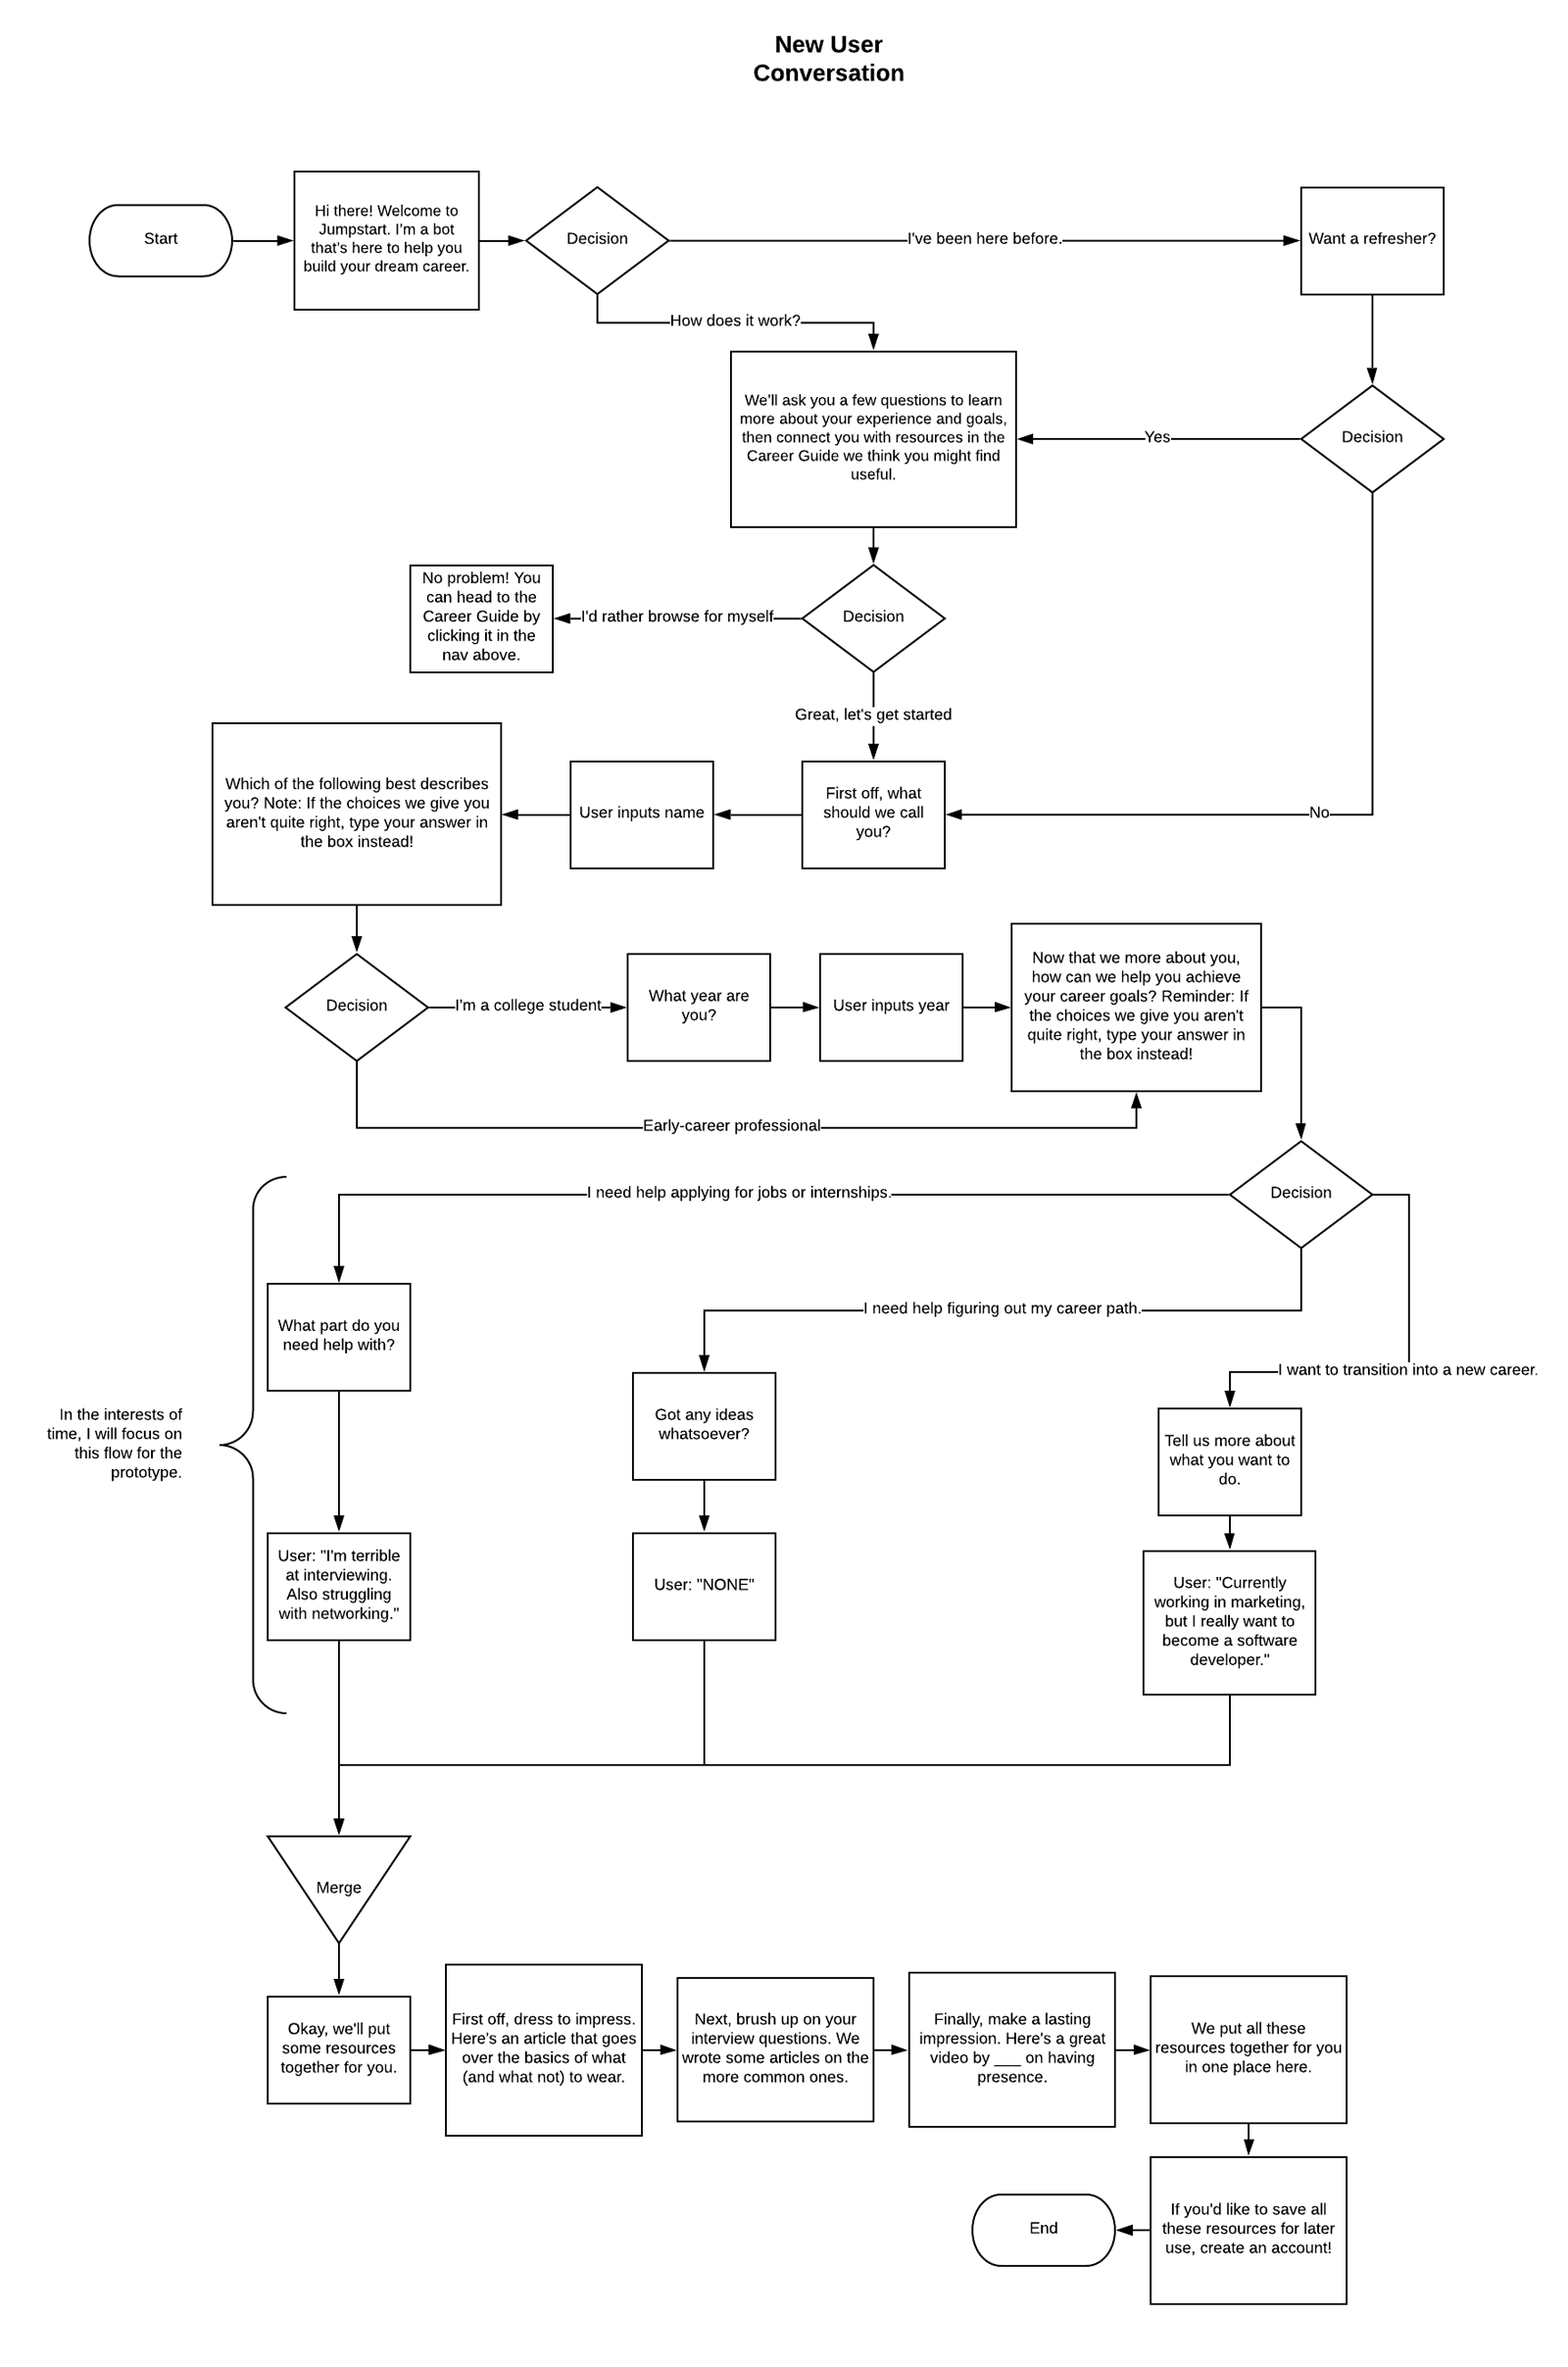 New User
Conversation
Start
Hi there! Welcome to
Jumpstart. I'm a bot
that's here to help you
build your dream career.
Decision
I've been here before.
Want a refresher?
How does it work?
We'll ask you a few questions to learn
more about your experience and goals,
then connect you with resources in the
Career Guide we think you might find
useful.
Yes
Decision
No problem! You
can head to the
Career Guide by
clicking it in the
nav above.
I'd rather browse for myself
Decision
Great, let's get started
Which of the following best describes
you? Note: If the choices we give you
aren't quite right, type your answer in
the box instead!
User inputs name
First off, what
should we call
you?
No
Decision
I'm a college student
What year are
you?
User inputs year
Now that we more about you,
how can we help you achieve
your career goals? Reminder: If
the choices we give you aren't
quite right, type your answer in
the box instead!
Early-career professional
I need help applying for jobs or internships.
Decision
What part do you
need help with?
I need help figuring out my career path.
I want to transition into a new career.
In the interests of
time, I will focus on
this flow for the
prototype.
Got any ideas
whatsoever?
Tell us more about
what you want to
do.
User: "I'm terrible
at interviewing.
Also struggling
with networking."
User: "NONE"
User: "Currently
working in marketing,
but I really want to
become a software
developer."
Merge
Okay, we'll put
some resources
together for you.
First off, dress to impress.
Here's an article that goes
over the basics of what
(and what not) to wear.
Next, brush up on your
interview questions. We
wrote some articles on the
more common ones.
Finally, make a lasting
impression. Here's a great
video by ___ on having
presence.
We put all these
resources together for you
in one place here.
End
If you'd like to save all
these resources for later
use, create an account!